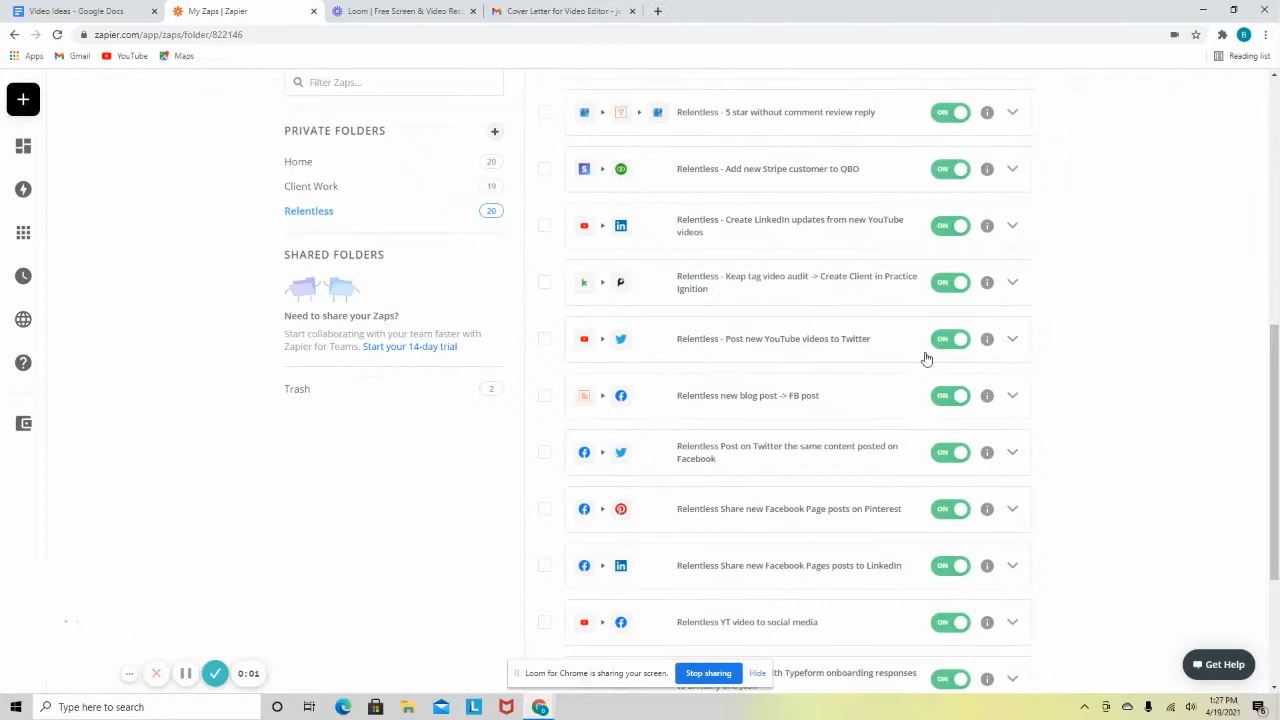 Video Ideas - Google Docs
My Zaps | Zapier
Loom | Free Screen & Video Rec
Cover Letter for Video Editor - jo
zapier.com/app/zaps/folder/822146
B
Apps
Gmail
YouTube
Maps
Reading list
Filter Zaps...
PRIVATE FOLDERS
Home
20
Client Work
19
Relentless
20
SHARED FOLDERS
Need to share your Zaps?
Start collaborating with your team faster with
Zapier for Teams. Start your 14-day trial
Trash
2
Relentless - 5 star without comment review reply
ON
Relentless - Add new Stripe customer to QBO
ON
Relentless - Create LinkedIn updates from new YouTube
videos
ON
Relentless - Keap tag video audit -> Create Client in Practice
Ignition
ON
Relentless - Post new YouTube videos to Twitter
ON
Relentless new blog post -> FB post
ON
Relentless Post on Twitter the same content posted on
Facebook
ON
Relentless Share new Facebook Page posts on Pinterest
ON
Relentless Share new Facebook Pages posts to LinkedIn
ON
Relentless YT video to social media
ON
th Typeform onboarding responses
ON
0:01
Loom for Chrome is sharing your screen.
Stop sharing
Hide
Get Help
Type here to search
1:27 PM
4/19/2021